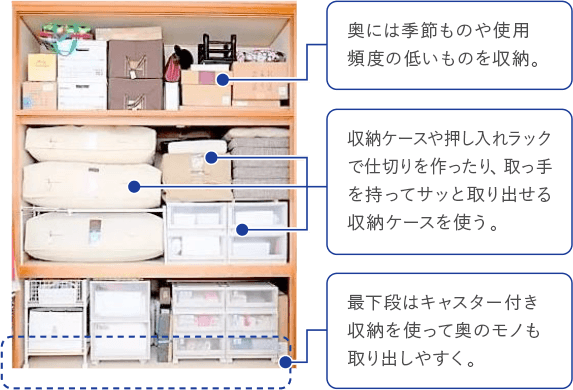 奥には季節ものや使用
頻度の低いものを収納。
収納ケースや押し入れラック
で仕切りを作ったり、取っ手
を持ってサッと取り出せる
収納ケースを使う。
最下段はキャスター付き
収納を使って奥のモノも
取り出しやすく。